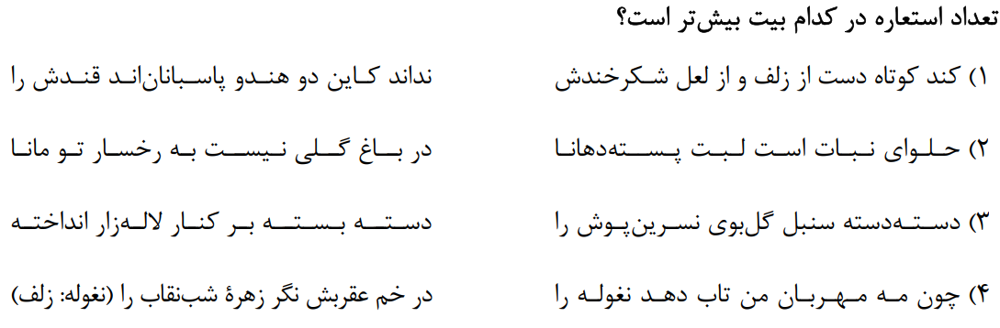 تعداد استعاره در کدام بیت بیش‌تر است؟
۱) کند کوتاه دست از زلف و از لعل شکرخندش نداند کاین دو هندو پاسبانان‌اند قندش را
۲) حلوای نبات است لبت پسته‌دهانا در باغ گلی نیست به رخسار تو مانا
۳) دسته‌دسته سنبل گل‌بوی نسرین‌پوش را دسته بسته بر کنار لاله‌زار انداخته
۴) چون مه مهربان من تاب دهد نغوله را در خم عقربش نگر زهرهٔ شب‌نقاب را (نغوله: زلف)